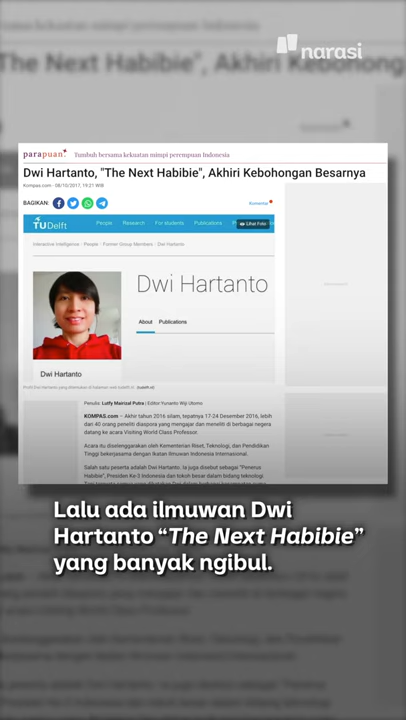 narasi
parapuan. Tumbuh bersama kekuatan mimpi perempuan Indonesia
Dwi Hartanto, "The Next Habibie", Akhiri Kebohongan Besarnya
Kompas.com - 08/10/2017, 19:21 WIB
BAGIKAN:
Komentar
TUDelft People Research For students Publications
Lihat Foto
Interactive Intelligence People Former Group Members Dwi Hartanto
Dwi Hartanto
About Publications
Dwi Hartanto
Penulis: Lutfy Mairizal Putra | Editor Yunanto Wiji Utomo
KOMPAS.com – Akhir tahun 2016 silam, tepatnya 17-24 Desember 2016, lebih
dari 40 orang peneliti diaspora yang mengajar dan meneliti di berbagai negara
datang ke acara Visiting World Class Professor.
Acara itu diselenggarakan oleh Kementerian Riset, Teknologi, dan Pendidikan
Tinggi bekerjasama dengan Ikatan Ilmuwan Indonesia Internasional.
Salah satu peserta adalah Dwi Hartanto. Ia juga disebut sebagai "Penerus
Habibie", Presiden Ke-3 Indonesia dan tokoh besar dalam bidang teknologi.
Lalu ada ilmuwan Dwi
Hartanto “The Next Habibie”
yang banyak ngibul.